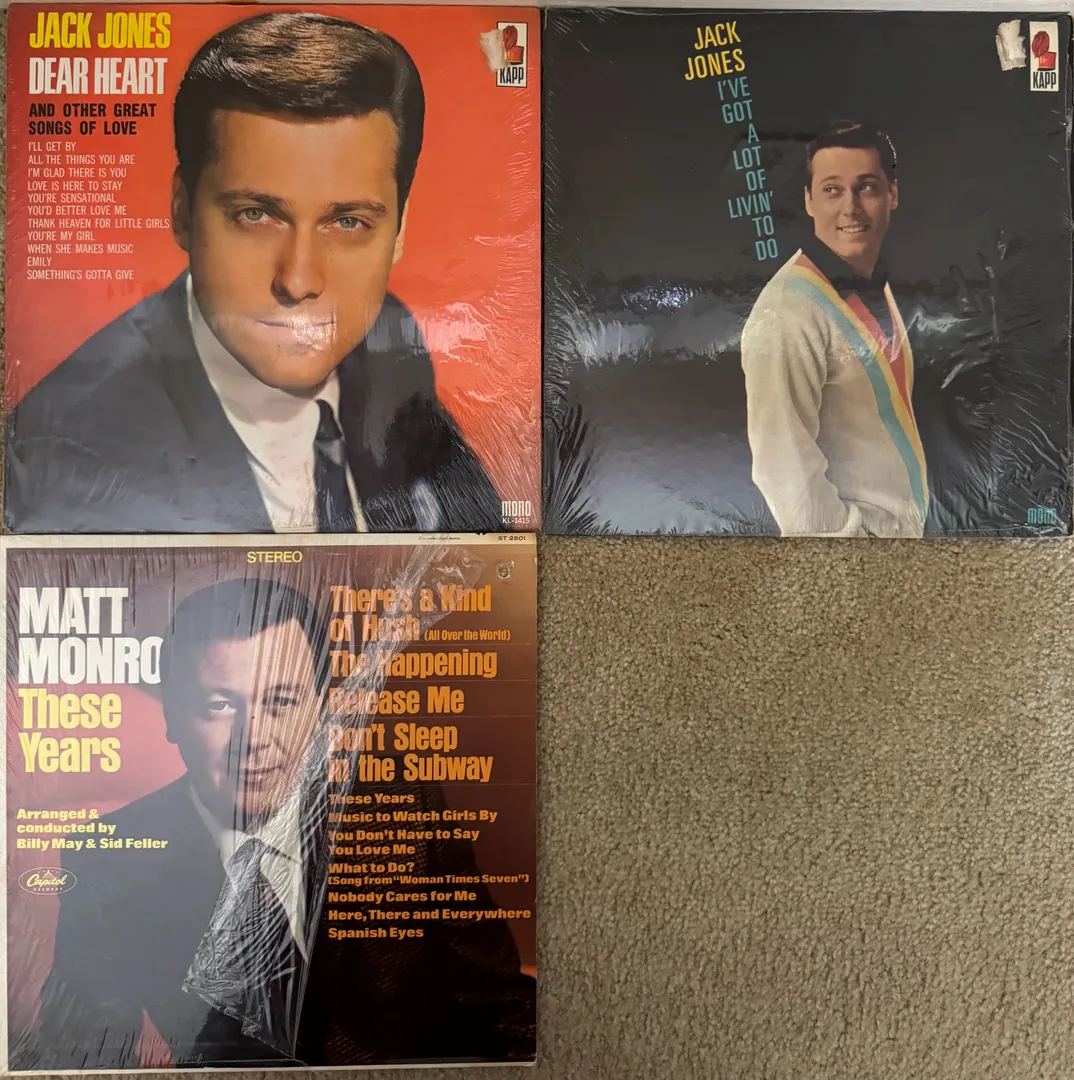 JACK JONES
DEAR HEART
AND OTHER GREAT
SONGS OF LOVE
I'LL GET BY
ALL THE THINGS YOU ARE
I'M GLAD THERE IS YOU
LOVE IS HERE TO STAY
YOU'RE SENSATIONAL
YOU'D BETTER LOVE ME
THANK HEAVEN FOR LITTLE GIRLS
YOU'RE MY GIRL
WHEN SHE MAKES MUSIC
EMILY
SOMETHING'S GOTTA GIVE
KAPP
mono
KL-1415
JACK
JONES
I'VE
GOT
A
LOT
OF
LIVIN'
TO
DO
KAPP
mono
ST 2801
STEREO
MATT
MONRO
These
Years
Arranged &
conducted by
Billy May & Sid Feller
Capitol
RECORDS
There's a Kind
of Hush (All Over the World)
The Happening
Release Me
Don't Sleep
in the Subway
These Years
Music to Watch Girls By
You Don't Have to Say
You Love Me
What to Do?
(Song from "Woman Times Seven")
Nobody Cares for Me
Here, There and Everywhere
Spanish Eyes